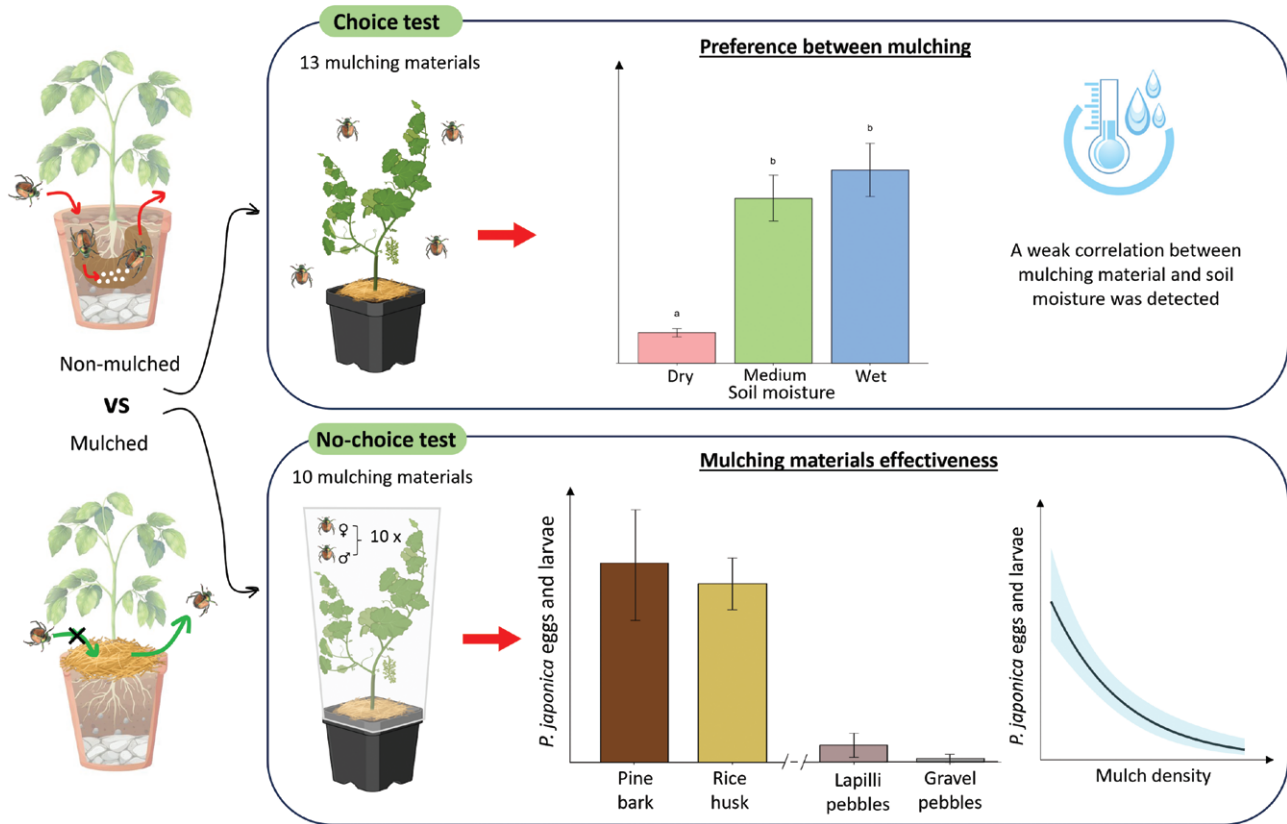 Non-mulched
vs
Mulched
Choice test
13 mulching materials
Preference between mulching
a
b
b
Dry
Medium
Wet
Soil moisture
A weak correlation between
mulching material and soil
moisture was detected
No-choice test
10 mulching materials
♀
♂
10 x
Mulching materials effectiveness
P. japonica eggs and larvae
Pine
bark
Rice
husk
Lapilli
pebbles
Gravel
pebbles
P. japonica eggs and larvae
Mulch density